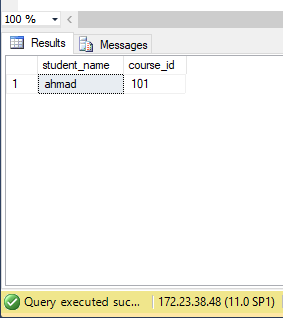 100 %
Results Messages
student_name course_id
1 ahmad 101
Query executed suc... 172.23.38.48 (11.0 SP1)